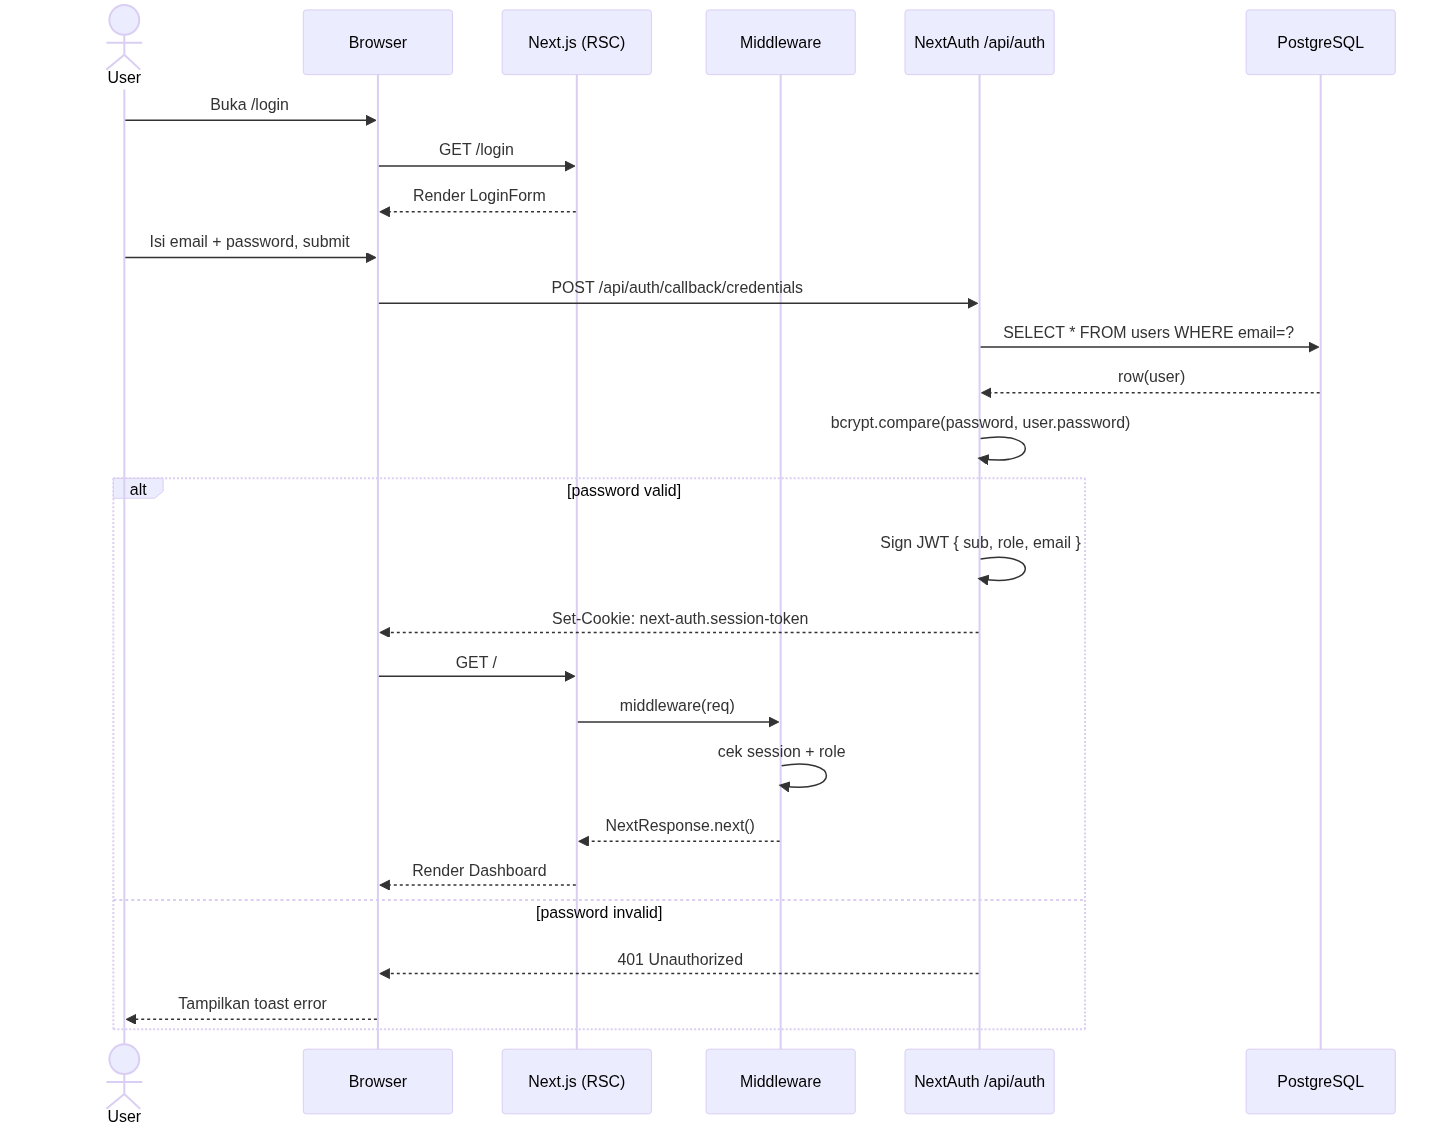 User
Browser
Next.js (RSC)
Middleware
NextAuth /api/auth
PostgreSQL
Buka /login
GET /login
Render LoginForm
Isi email + password, submit
POST /api/auth/callback/credentials
SELECT * FROM users WHERE email=?
row(user)
bcrypt.compare(password, user.password)
alt
[password valid]
Sign JWT { sub, role, email }
Set-Cookie: next-auth.session-token
GET /
middleware(req)
cek session + role
NextResponse.next()
Render Dashboard
[password invalid]
401 Unauthorized
Tampilkan toast error
User
Browser
Next.js (RSC)
Middleware
NextAuth /api/auth
PostgreSQL